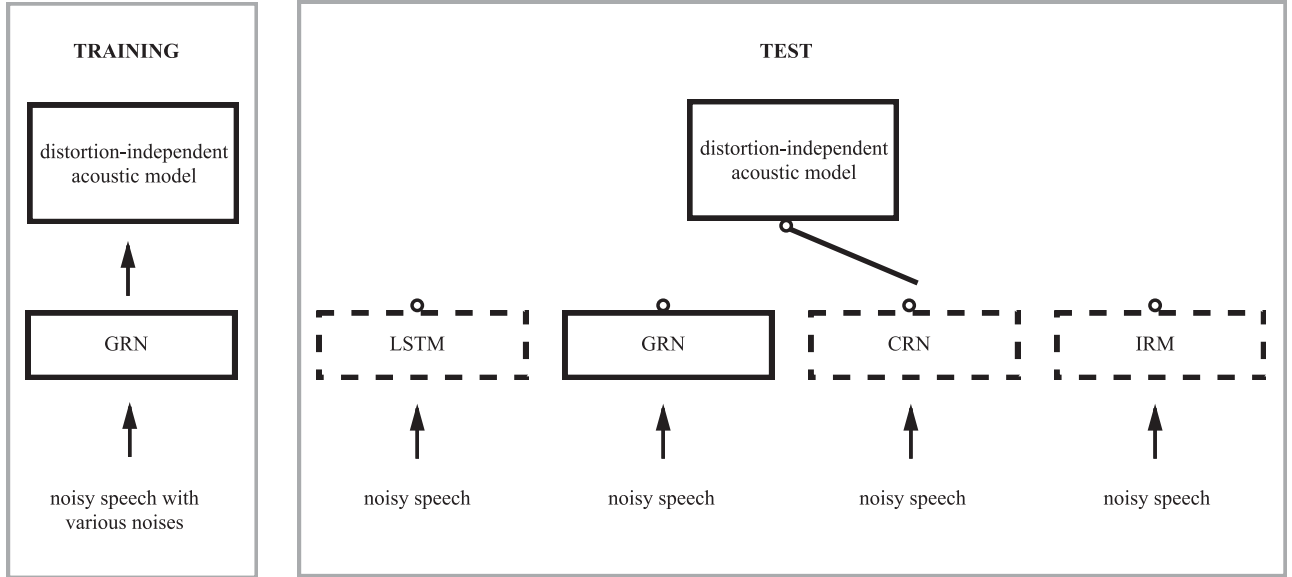 TRAINING
distortion-independent
acoustic model
GRN
noisy speech with
various noises
TEST
distortion-independent
acoustic model
LSTM
GRN
CRN
IRM
noisy speech
noisy speech
noisy speech
noisy speech